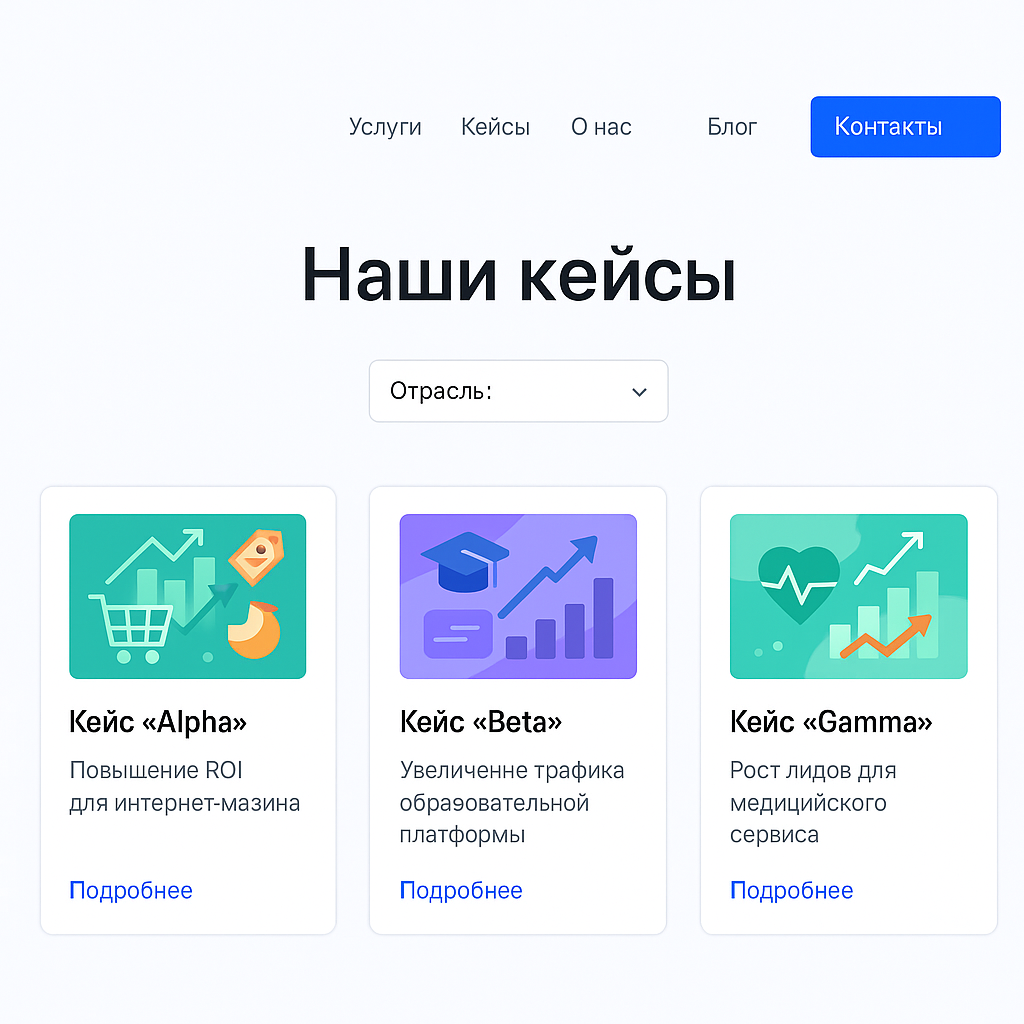 Услуги Кейсы О нас Блог Контакты
Наши кейсы
Отрасль:
Кейс «Alpha»
Повышение ROI
для интернет-мазина
Подробнее
Кейс «Beta»
Увеличенне трафика
образовательной
платформы
Подробнее
Кейс «Gamma»
Рост лидов для
медицийского
сервиса
Подробнее